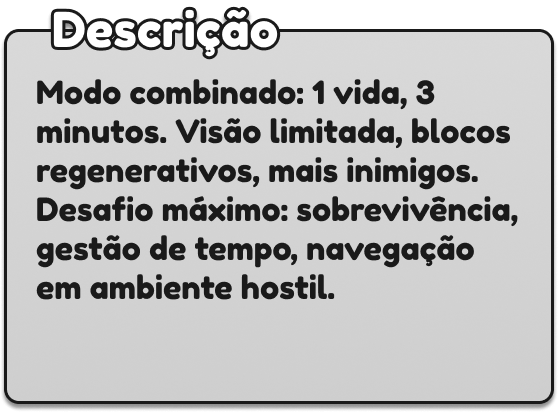 Descrição
Modo combinado: 1 vida, 3
minutos. Visão limitada, blocos
regenerativos, mais inimigos.
Desafio máximo: sobrevivência,
gestão de tempo, navegação
em ambiente hostil.